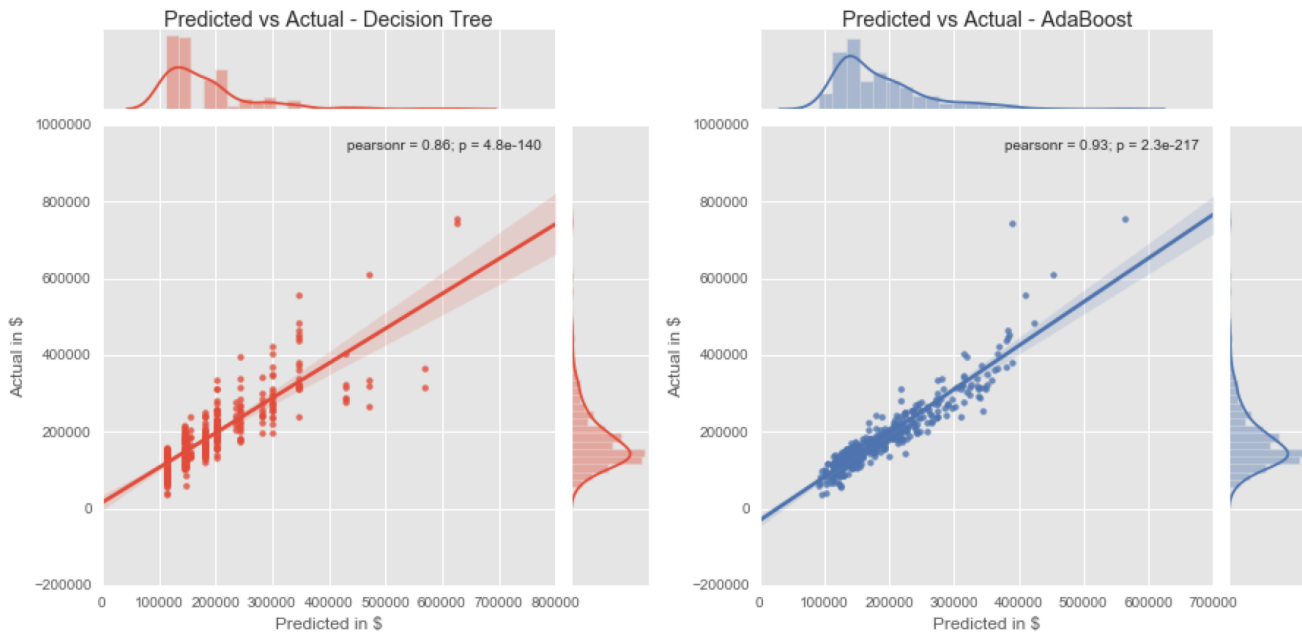 Predicted vs Actual - Decision Tree
1000000
pearsonr = 0.86; p = 4.8e-140
800000
600000
400000
200000
0
−200000
Actual in $
0 100000 200000 300000 400000 500000 600000 700000 800000
Predicted in $
Predicted vs Actual - AdaBoost
1000000
pearsonr = 0.93; p = 2.3e-217
800000
600000
400000
200000
0
−200000
Actual in $
0 100000 200000 300000 400000 500000 600000 700000
Predicted in $